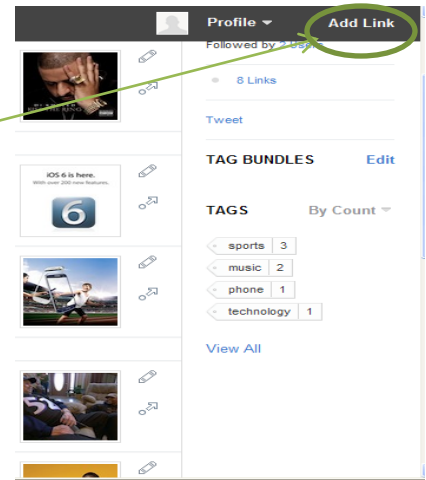 Profile
Add Link
Followed by 2 Users
8 Links
Tweet
TAG BUNDLES Edit
iOS 6 is here.
With over 200 new features.
6
TAGS By Count
sports 3
music 2
phone 1
technology 1
View All